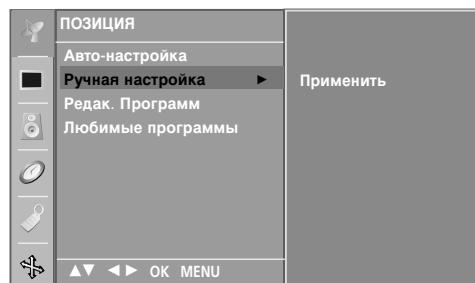 ПОЗИЦИЯ
Авто-настройка
Ручная настройка ►
Применить
Редак. Программ
Любимые программы
▲▼ ◄► OK MENU